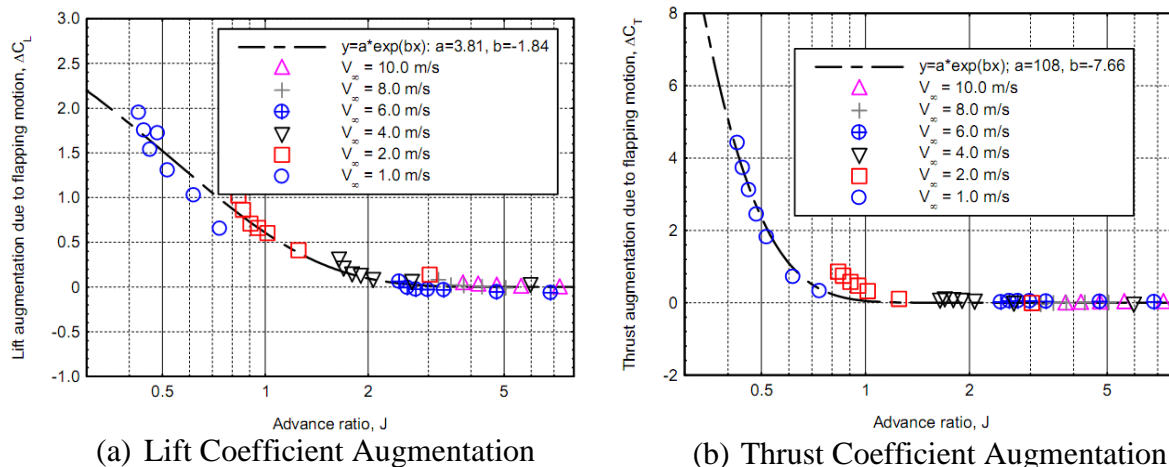 3.0
2.5
2.0
1.5
1.0
0.5
0
-0.5
-1.0
Lift augmentation due to flapping motion, ΔC_L
y=a*exp(bx): a=3.81, b=-1.84
V∞ = 10.0 m/s
V∞ = 8.0 m/s
V∞ = 6.0 m/s
V∞ = 4.0 m/s
V∞ = 2.0 m/s
V∞ = 1.0 m/s
0.5 1 2 5
Advance ratio, J
(a) Lift Coefficient Augmentation
8
6
4
2
0
-2
Thrust augmentation due to flapping motion, ΔC_T
y=a*exp(bx); a=108, b=-7.66
V∞ = 10.0 m/s
V∞ = 8.0 m/s
V∞ = 6.0 m/s
V∞ = 4.0 m/s
V∞ = 2.0 m/s
V∞ = 1.0 m/s
0.5 1 2 5
Advance ratio, J
(b) Thrust Coefficient Augmentation